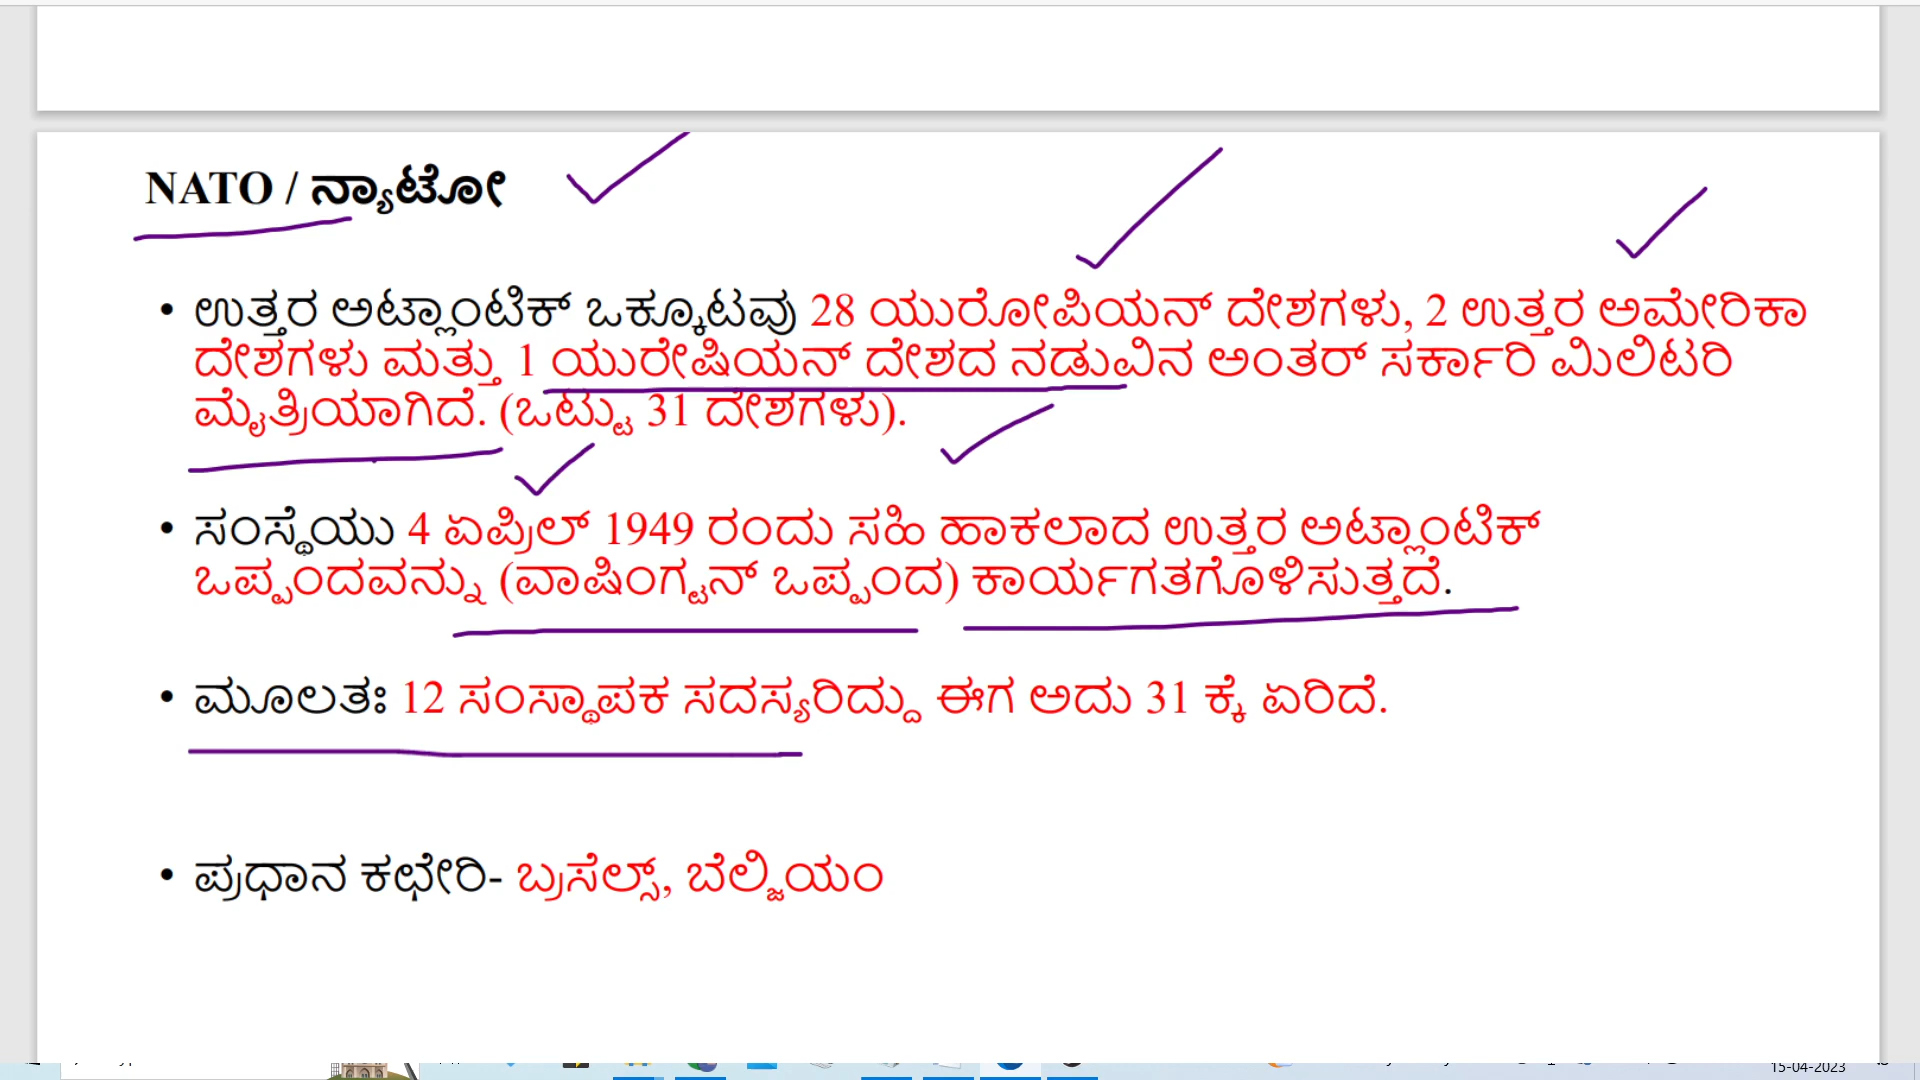 NATO / ನ್ಯಾಟೋ
• ಉತ್ತರ ಅಟ್ಲಾಂಟಿಕ್ ಒಕ್ಕೂಟವು 28 ಯುರೋಪಿಯನ್ ದೇಶಗಳು, 2 ಉತ್ತರ ಅಮೇರಿಕಾ
ದೇಶಗಳು ಮತ್ತು 1 ಯುರೇಷಿಯನ್ ದೇಶದ ನಡುವಿನ ಅಂತರ್ ಸರ್ಕಾರಿ ಮಿಲಿಟರಿ
ಮೈತ್ರಿಯಾಗಿದೆ. (ಒಟ್ಟು 31 ದೇಶಗಳು).
• ಸಂಸ್ಥೆಯು 4 ಏಪ್ರಿಲ್ 1949 ರಂದು ಸಹಿ ಹಾಕಲಾದ ಉತ್ತರ ಅಟ್ಲಾಂಟಿಕ್
ಒಪ್ಪಂದವನ್ನು (ವಾಷಿಂಗ್ಟನ್ ಒಪ್ಪಂದ) ಕಾರ್ಯಗತಗೊಳಿಸುತ್ತದೆ.
• ಮೂಲತಃ 12 ಸಂಸ್ಥಾಪಕ ಸದಸ್ಯರಿದ್ದು ಈಗ ಅದು 31 ಕ್ಕೆ ಏರಿದೆ.
• ಪ್ರಧಾನ ಕಛೇರಿ- ಬ್ರಸೆಲ್ಸ್, ಬೆಲ್ಜಿಯಂ
15-04-2023